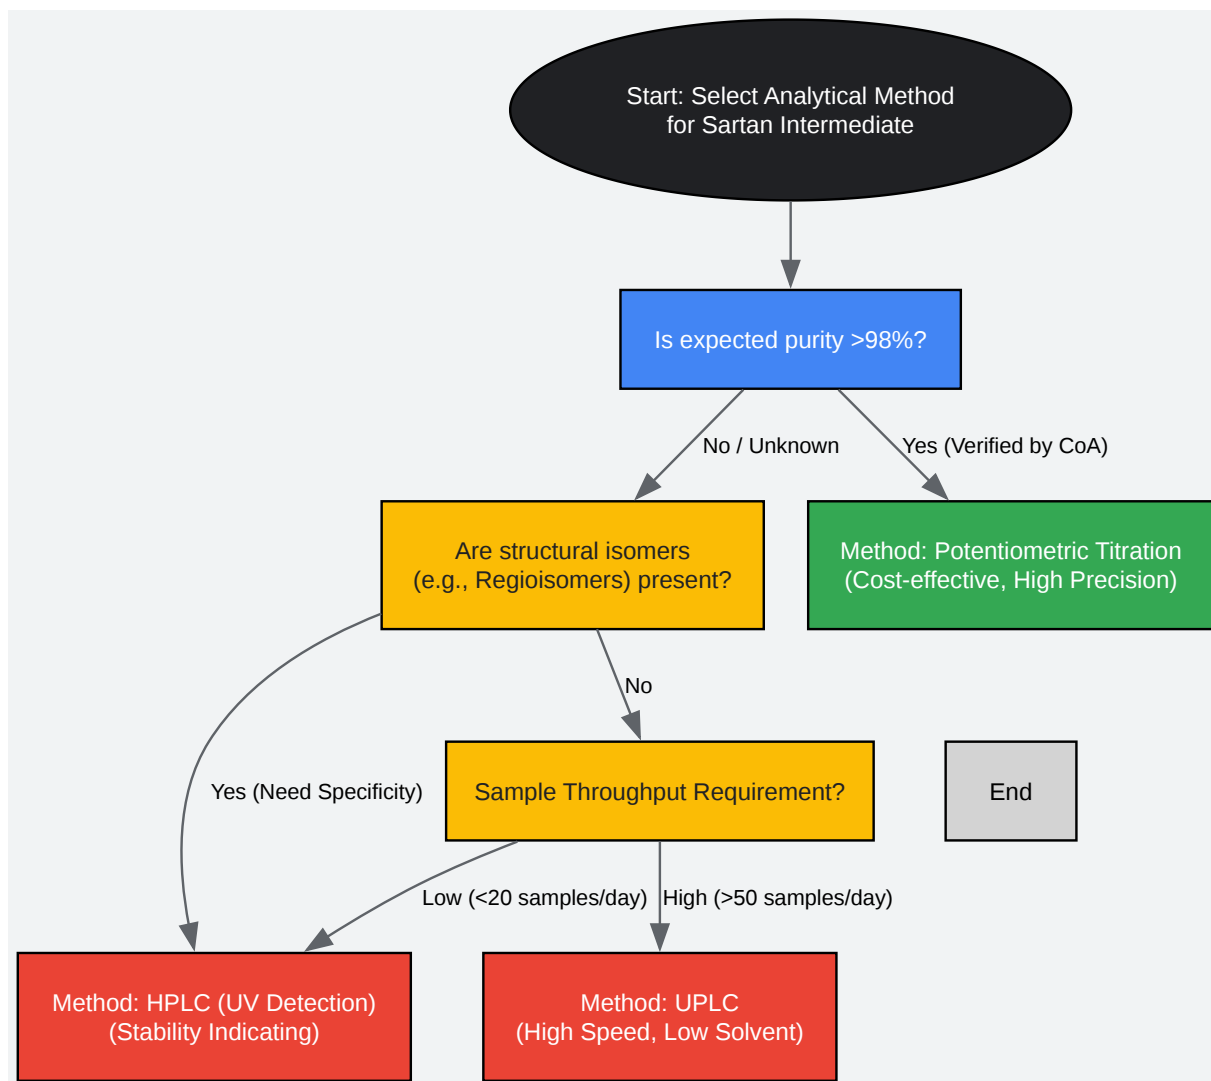 Start: Select Analytical Method
for Sartan Intermediate
Is expected purity >98%?
No / Unknown
Yes (Verified by CoA)
Are structural isomers
(e.g., Regioisomers) present?
Method: Potentiometric Titration
(Cost-effective, High Precision)
No
Yes (Need Specificity)
Sample Throughput Requirement?
End
Low (<20 samples/day)
High (>50 samples/day)
Method: HPLC (UV Detection)
(Stability Indicating)
Method: UPLC
(High Speed, Low Solvent)